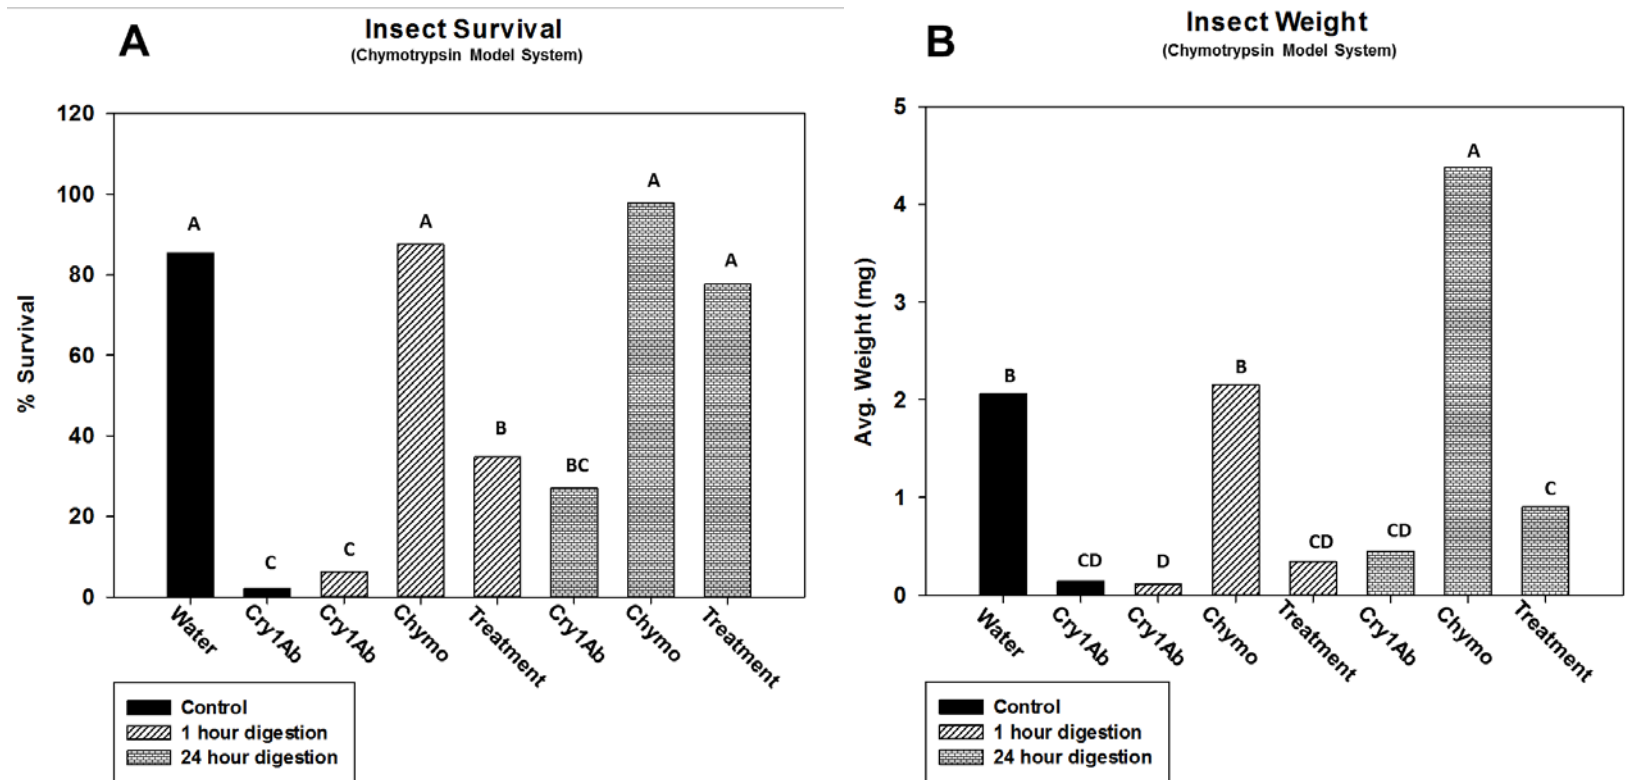 A
Insect Survival
(Chymotrypsin Model System)
% Survival
120
100
80
60
40
20
0
A
C
C
A
B
BC
A
A
Water
Cry1Ab
Cry1Ab
Chymo
Treatment
Cry1Ab
Chymo
Treatment
Control
1 hour digestion
24 hour digestion
B
Insect Weight
(Chymotrypsin Model System)
Avg. Weight (mg)
5
4
3
2
1
0
B
CD
D
B
CD
CD
A
C
Water
Cry1Ab
Cry1Ab
Chymo
Treatment
Cry1Ab
Chymo
Treatment
Control
1 hour digestion
24 hour digestion